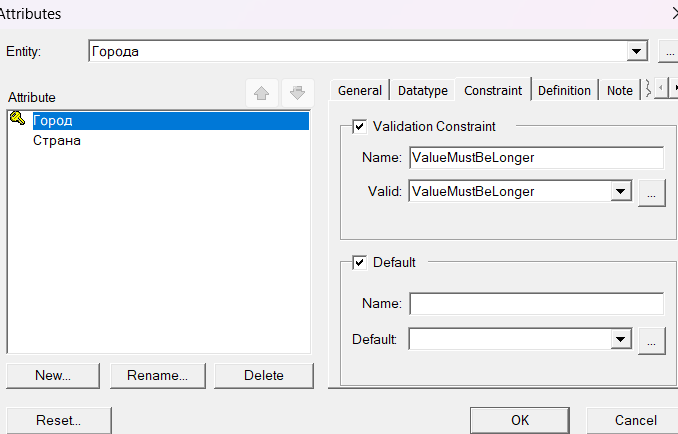 Attributes
Entity: Города ...
Attribute
Город
Страна
New... Rename... Delete
Reset...
General Datatype Constraint Definition Note
Validation Constraint
Name: ValueMustBeLonger
Valid: ValueMustBeLonger ...
Default
Name:
Default: ...
OK Cancel